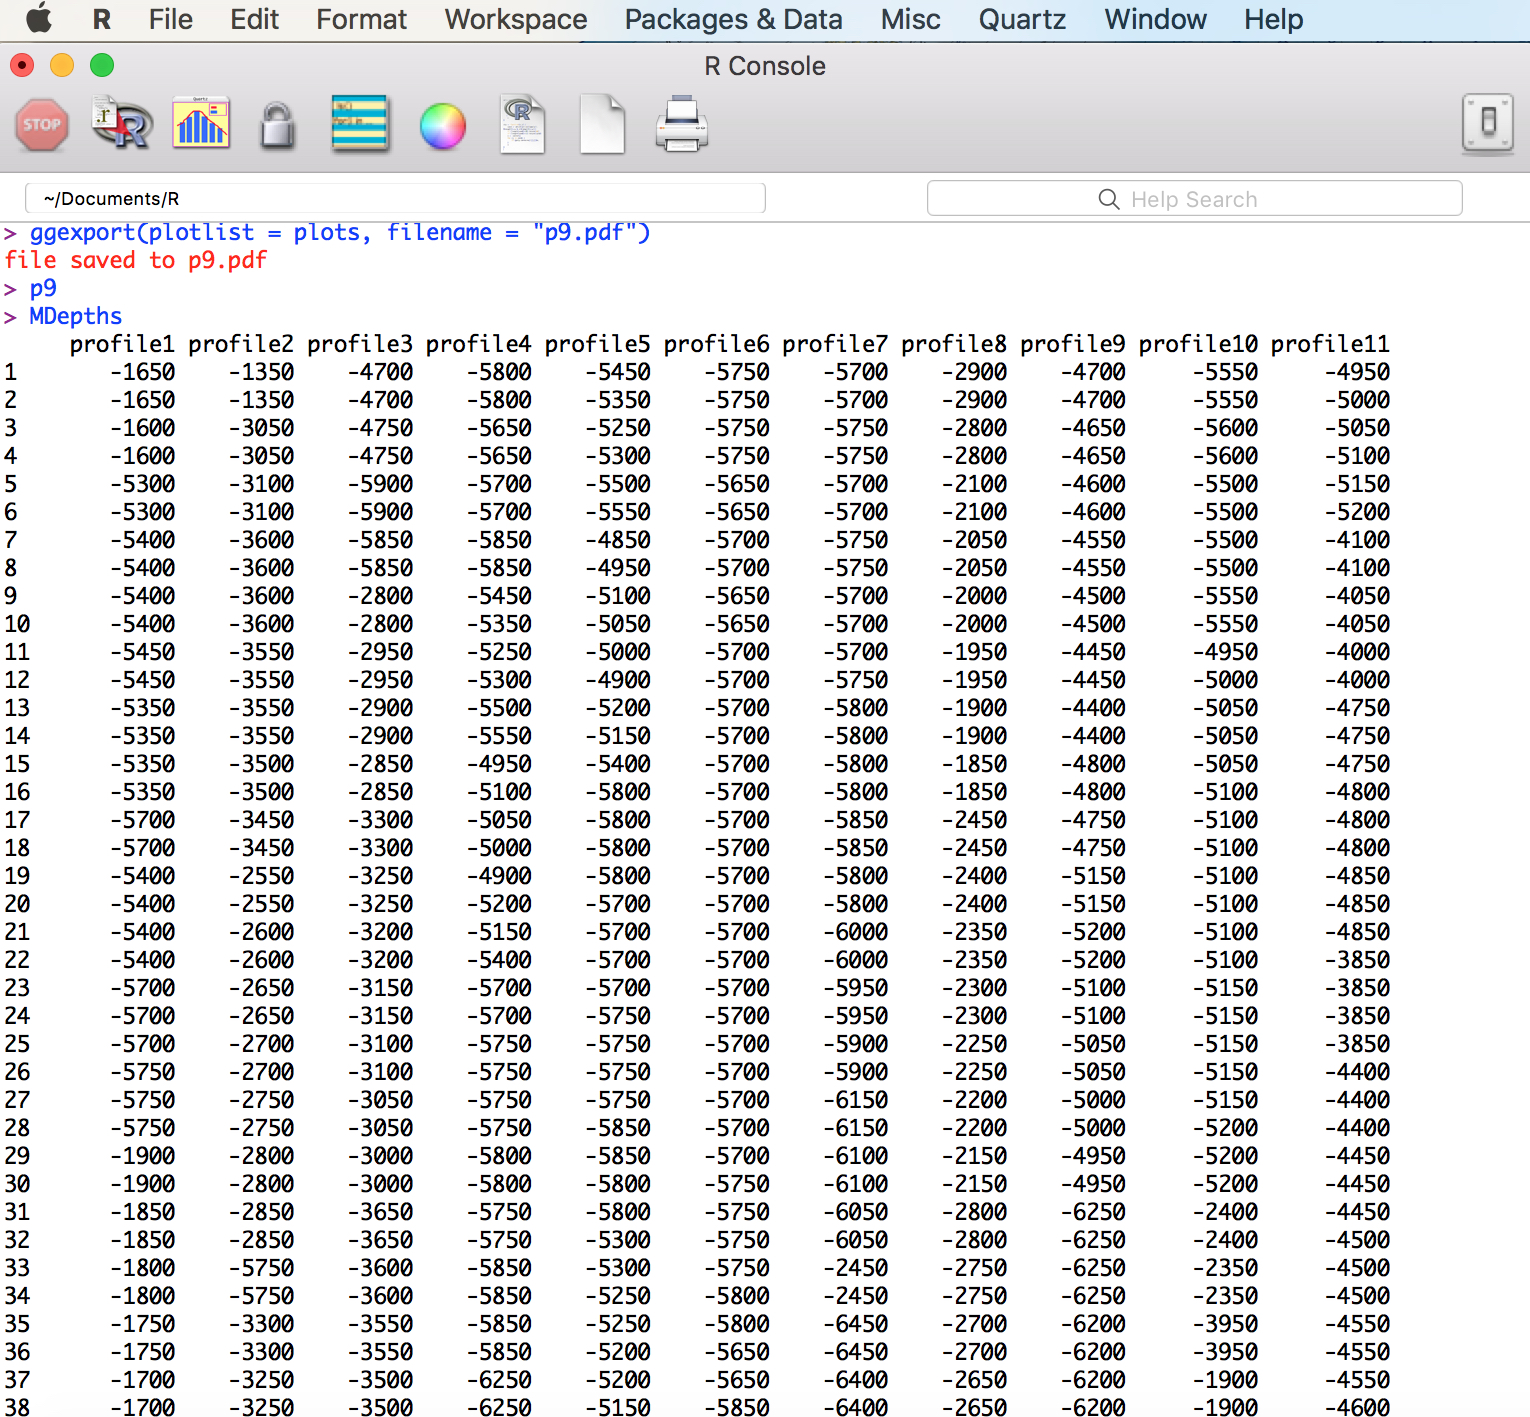 R File Edit Format Workspace Packages & Data Misc Quartz Window Help
R Console
STOP
~/Documents/R
Help Search
> ggexport(plotlist = plots, filename = "p9.pdf")
file saved to p9.pdf
> p9
> MDepths
profile1 profile2 profile3 profile4 profile5 profile6 profile7 profile8 profile9 profile10 profile11
1 -1650 -1350 -4700 -5800 -5450 -5750 -5700 -2900 -4700 -5550 -4950
2 -1650 -1350 -4700 -5800 -5350 -5750 -5700 -2900 -4700 -5550 -5000
3 -1600 -3050 -4750 -5650 -5250 -5750 -5750 -2800 -4650 -5600 -5050
4 -1600 -3050 -4750 -5650 -5300 -5750 -5750 -2800 -4650 -5600 -5100
5 -5300 -3100 -5900 -5700 -5500 -5650 -5700 -2100 -4600 -5500 -5150
6 -5300 -3100 -5900 -5700 -5550 -5650 -5700 -2100 -4600 -5500 -5200
7 -5400 -3600 -5850 -5850 -4850 -5700 -5750 -2050 -4550 -5500 -4100
8 -5400 -3600 -5850 -5850 -4950 -5700 -5750 -2050 -4550 -5500 -4100
9 -5400 -3600 -2800 -5450 -5100 -5650 -5700 -2000 -4500 -5550 -4050
10 -5400 -3600 -2800 -5350 -5050 -5650 -5700 -2000 -4500 -5550 -4050
11 -5450 -3550 -2950 -5250 -5000 -5700 -5700 -1950 -4450 -4950 -4000
12 -5450 -3550 -2950 -5300 -4900 -5700 -5750 -1950 -4450 -5000 -4000
13 -5350 -3550 -2900 -5500 -5200 -5700 -5800 -1900 -4400 -5050 -4750
14 -5350 -3550 -2900 -5550 -5150 -5700 -5800 -1900 -4400 -5050 -4750
15 -5350 -3500 -2850 -4950 -5400 -5700 -5800 -1850 -4800 -5050 -4750
16 -5350 -3500 -2850 -5100 -5800 -5700 -5800 -1850 -4800 -5100 -4800
17 -5700 -3450 -3300 -5050 -5800 -5700 -5850 -2450 -4750 -5100 -4800
18 -5700 -3450 -3300 -5000 -5800 -5700 -5850 -2450 -4750 -5100 -4800
19 -5400 -2550 -3250 -4900 -5800 -5700 -5800 -2400 -5150 -5100 -4850
20 -5400 -2550 -3250 -5200 -5700 -5700 -5800 -2400 -5150 -5100 -4850
21 -5400 -2600 -3200 -5150 -5700 -5700 -6000 -2350 -5200 -5100 -4850
22 -5400 -2600 -3200 -5400 -5700 -5700 -6000 -2350 -5200 -5100 -3850
23 -5700 -2650 -3150 -5700 -5700 -5700 -5950 -2300 -5100 -5150 -3850
24 -5700 -2650 -3150 -5700 -5750 -5700 -5950 -2300 -5100 -5150 -3850
25 -5700 -2700 -3100 -5750 -5750 -5700 -5900 -2250 -5050 -5150 -3850
26 -5750 -2700 -3100 -5750 -5750 -5700 -5900 -2250 -5050 -5150 -4400
27 -5750 -2750 -3050 -5750 -5750 -5700 -6150 -2200 -5000 -5150 -4400
28 -5750 -2750 -3050 -5750 -5850 -5700 -6150 -2200 -5000 -5200 -4400
29 -1900 -2800 -3000 -5800 -5850 -5700 -6100 -2150 -4950 -5200 -4450
30 -1900 -2800 -3000 -5800 -5800 -5750 -6100 -2150 -4950 -5200 -4450
31 -1850 -2850 -3650 -5750 -5800 -5750 -6050 -2800 -6250 -2400 -4450
32 -1850 -2850 -3650 -5750 -5300 -5750 -6050 -2800 -6250 -2400 -4500
33 -1800 -5750 -3600 -5850 -5300 -5750 -2450 -2750 -6250 -2350 -4500
34 -1800 -5750 -3600 -5850 -5250 -5800 -2450 -2750 -6250 -2350 -4500
35 -1750 -3300 -3550 -5850 -5250 -5800 -6450 -2700 -6200 -3950 -4550
36 -1750 -3300 -3550 -5850 -5200 -5650 -6450 -2700 -6200 -3950 -4550
37 -1700 -3250 -3500 -6250 -5200 -5650 -6400 -2650 -6200 -1900 -4550
38 -1700 -3250 -3500 -6250 -5150 -5850 -6400 -2650 -6200 -1900 -4600